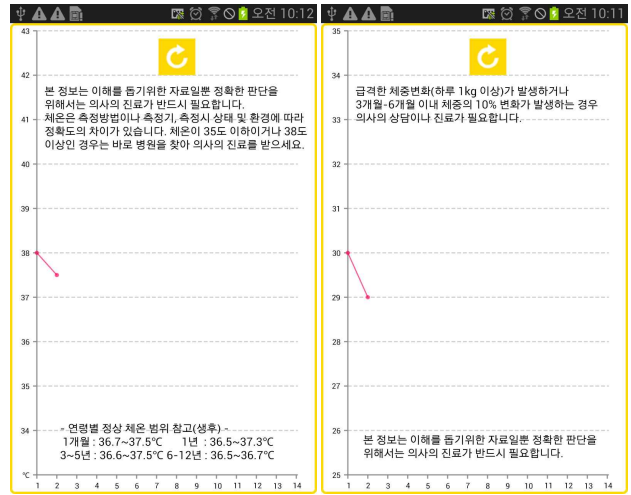 오전 10:12
43
42
본 정보는 이해를 돕기위한 자료일뿐 정확한 판단을
위해서는 의사의 진료가 반드시 필요합니다.
체온은 측정방법이나 측정기, 측정시 상태 및 환경에 따라
41
정확도의 차이가 있습니다. 체온이 35도 이하이거나 38도
이상인 경우는 바로 병원을 찾아 의사의 진료를 받으세요.
40
39
38
37
36
35
34
- 연령별 정상 체온 범위 참고(생후) -
1개월 : 36.7~37.5℃ 1년 : 36.5~37.3℃
3~5년 : 36.6~37.5℃ 6-12년 : 36.5~36.7℃
℃
1 2 3 4 5 6 7 8 9 10 11 12 13 14
오전 10:11
35
34
급격한 체중변화(하루 1kg 이상)가 발생하거나
3개월-6개월 이내 체중의 10% 변화가 발생하는 경우
33
의사의 상담이나 진료가 필요합니다.
32
31
30
29
28
27
26
본 정보는 이해를 돕기위한 자료일뿐 정확한 판단을
위해서는 의사의 진료가 반드시 필요합니다.
25
1 2 3 4 5 6 7 8 9 10 11 12 13 14